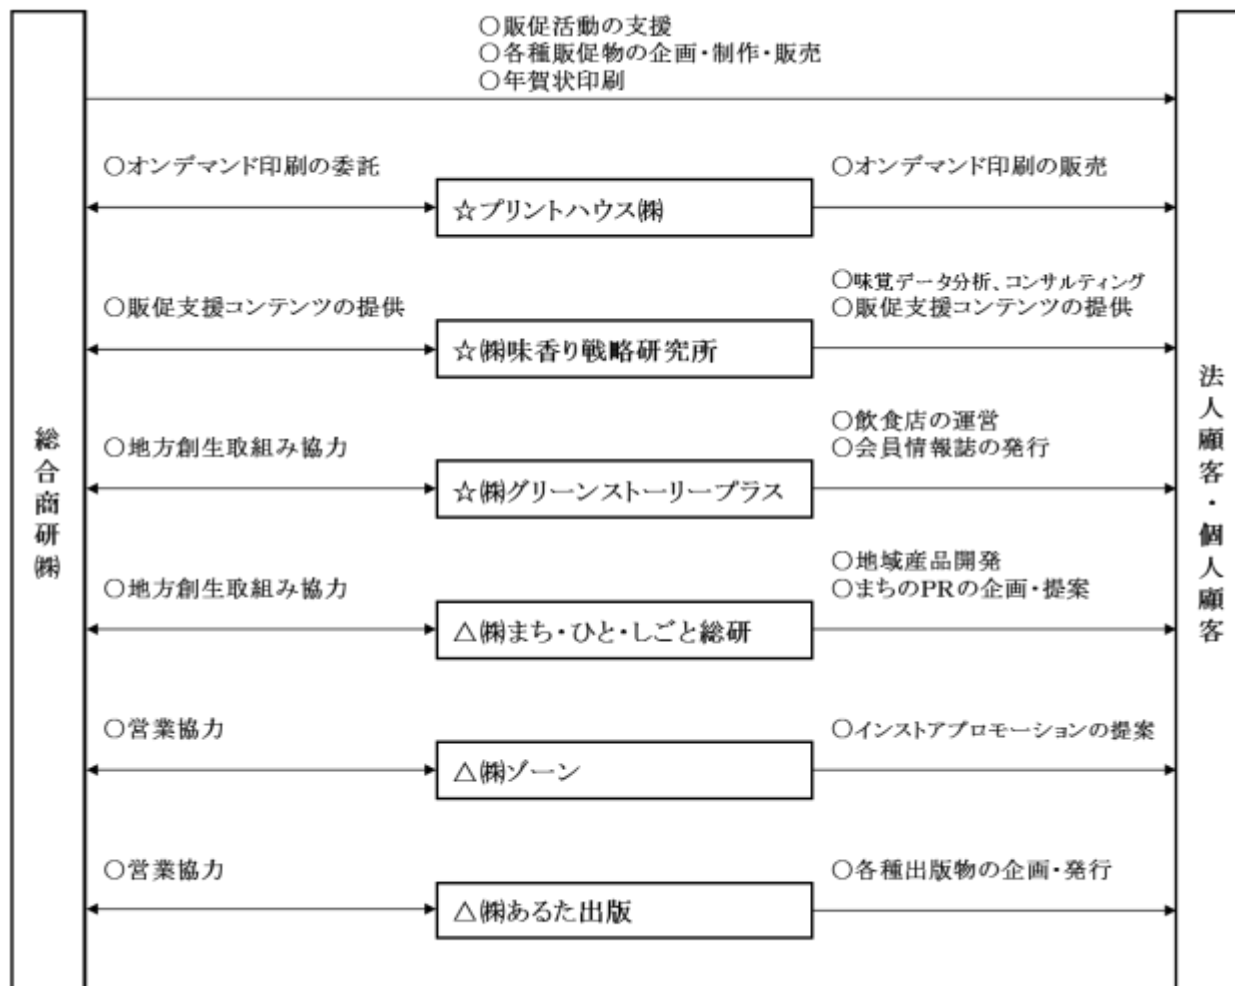 ○販促活動の支援
○各種販促物の企画・制作・販売
○年賀状印刷
○オンデマンド印刷の委託
○オンデマンド印刷の販売
☆プリントハウス㈱
○味覚データ分析、コンサルティング
○販促支援コンテンツの提供
○販促支援コンテンツの提供
☆㈱味香り戦略研究所
総合商研㈱
法人顧客・個人顧客
○飲食店の運営
○地方創生取組み協力
○会員情報誌の発行
☆㈱グリーンストーリープラス
○地域産品開発
○地方創生取組み協力
○まちのPRの企画・提案
△㈱まち・ひと・しごと総研
○営業協力
○インストアプロモーションの提案
△㈱ゾーン
○営業協力
○各種出版物の企画・発行
△㈱あるた出版